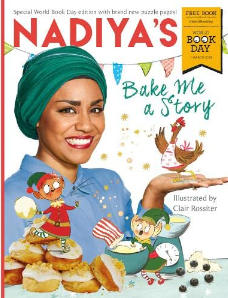 Special World Book Day edition with brand new puzzle pages!
FREE BOOK
NADIYA'S
WORLD
BOOK
DAY
Bake Me
a Story
Illustrated by
Clair Rossiter